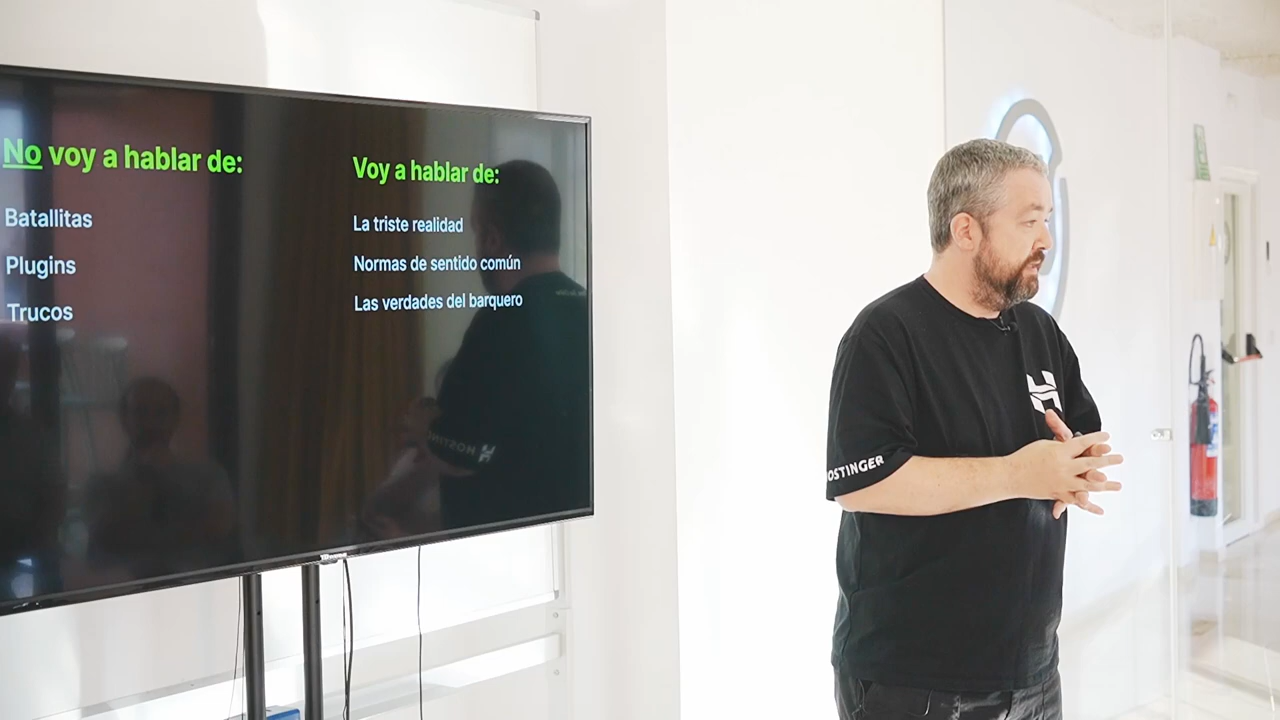 No voy a hablar de:
Batallitas
Plugins
Trucos
Voy a hablar de:
La triste realidad
Normas de sentido común
Las verdades del barquero
H
OSTINGER